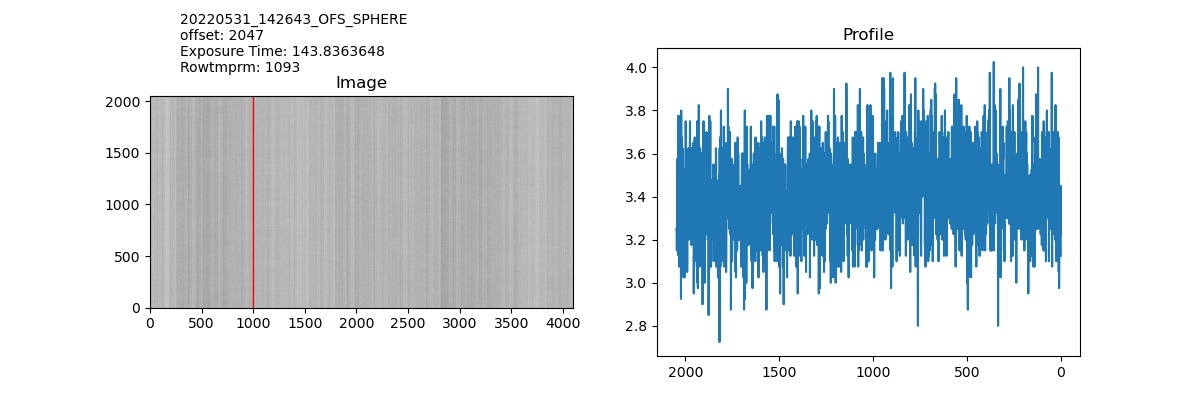 20220531_142643_OFS_SPHERE
offset: 2047
Exposure Time: 143.8363648
Rowtmprm: 1093
Image
2000
1500
1000
500
0
0 500 1000 1500 2000 2500 3000 3500 4000
Profile
4.0
3.8
3.6
3.4
3.2
3.0
2.8
2000 1500 1000 500 0